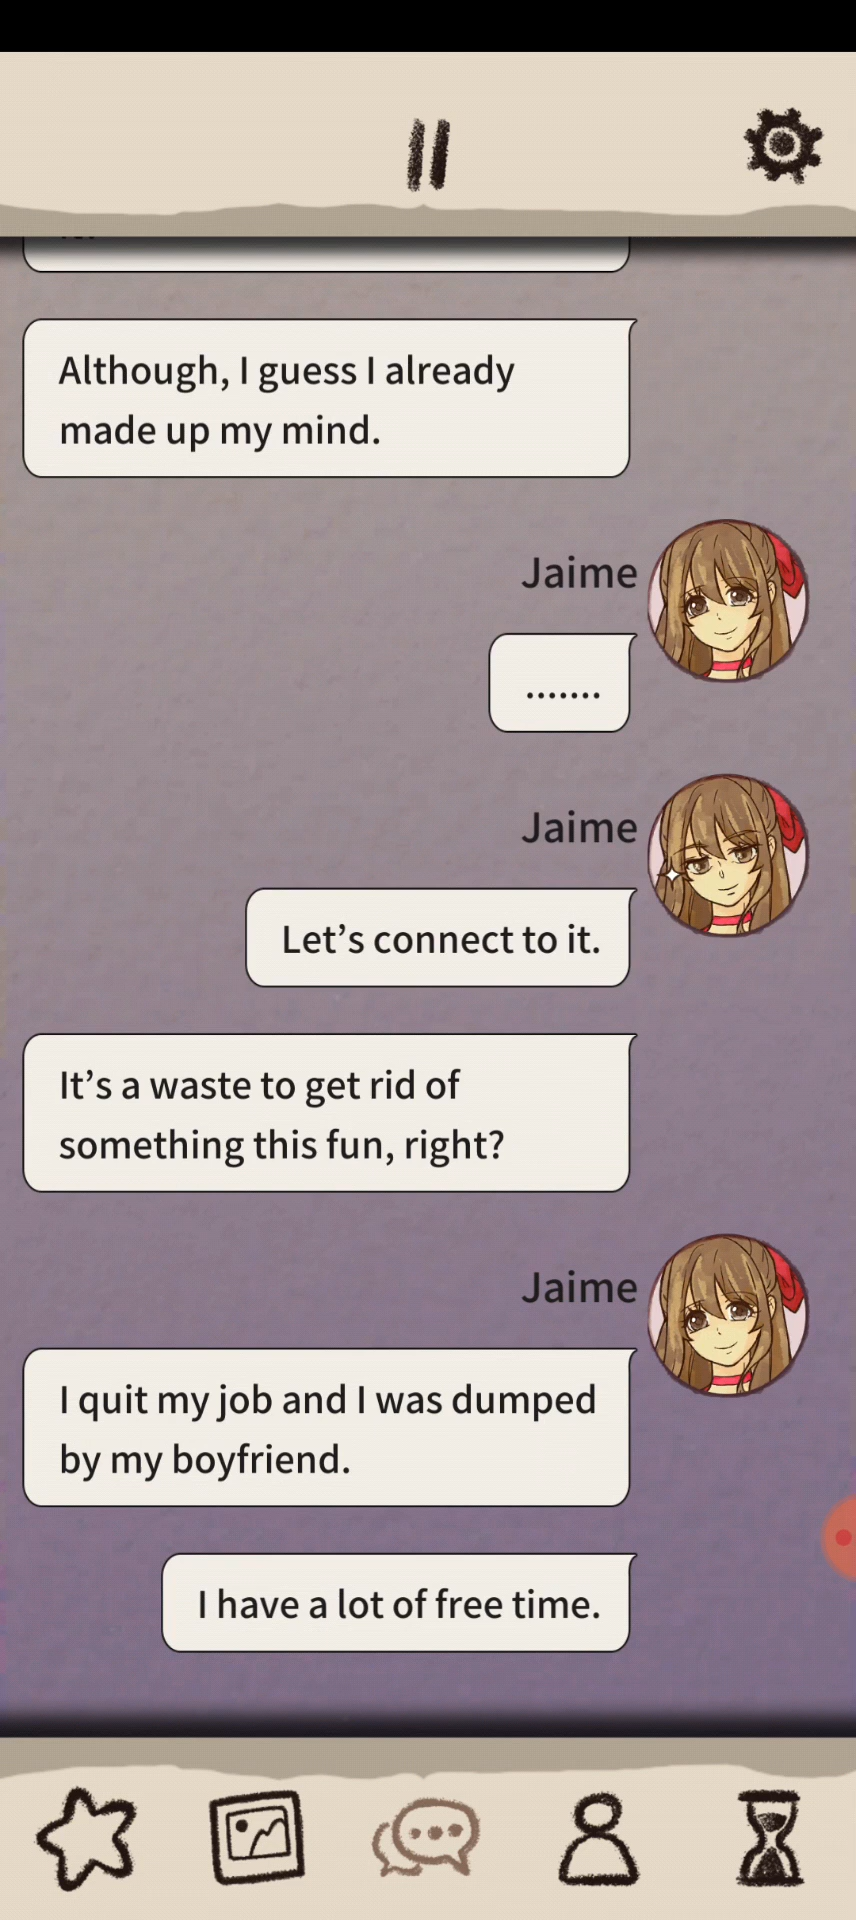 Although, I guess I already
made up my mind.
Jaime
.......
Jaime
Let’s connect to it.
It’s a waste to get rid of
something this fun, right?
Jaime
I quit my job and I was dumped
by my boyfriend.
I have a lot of free time.